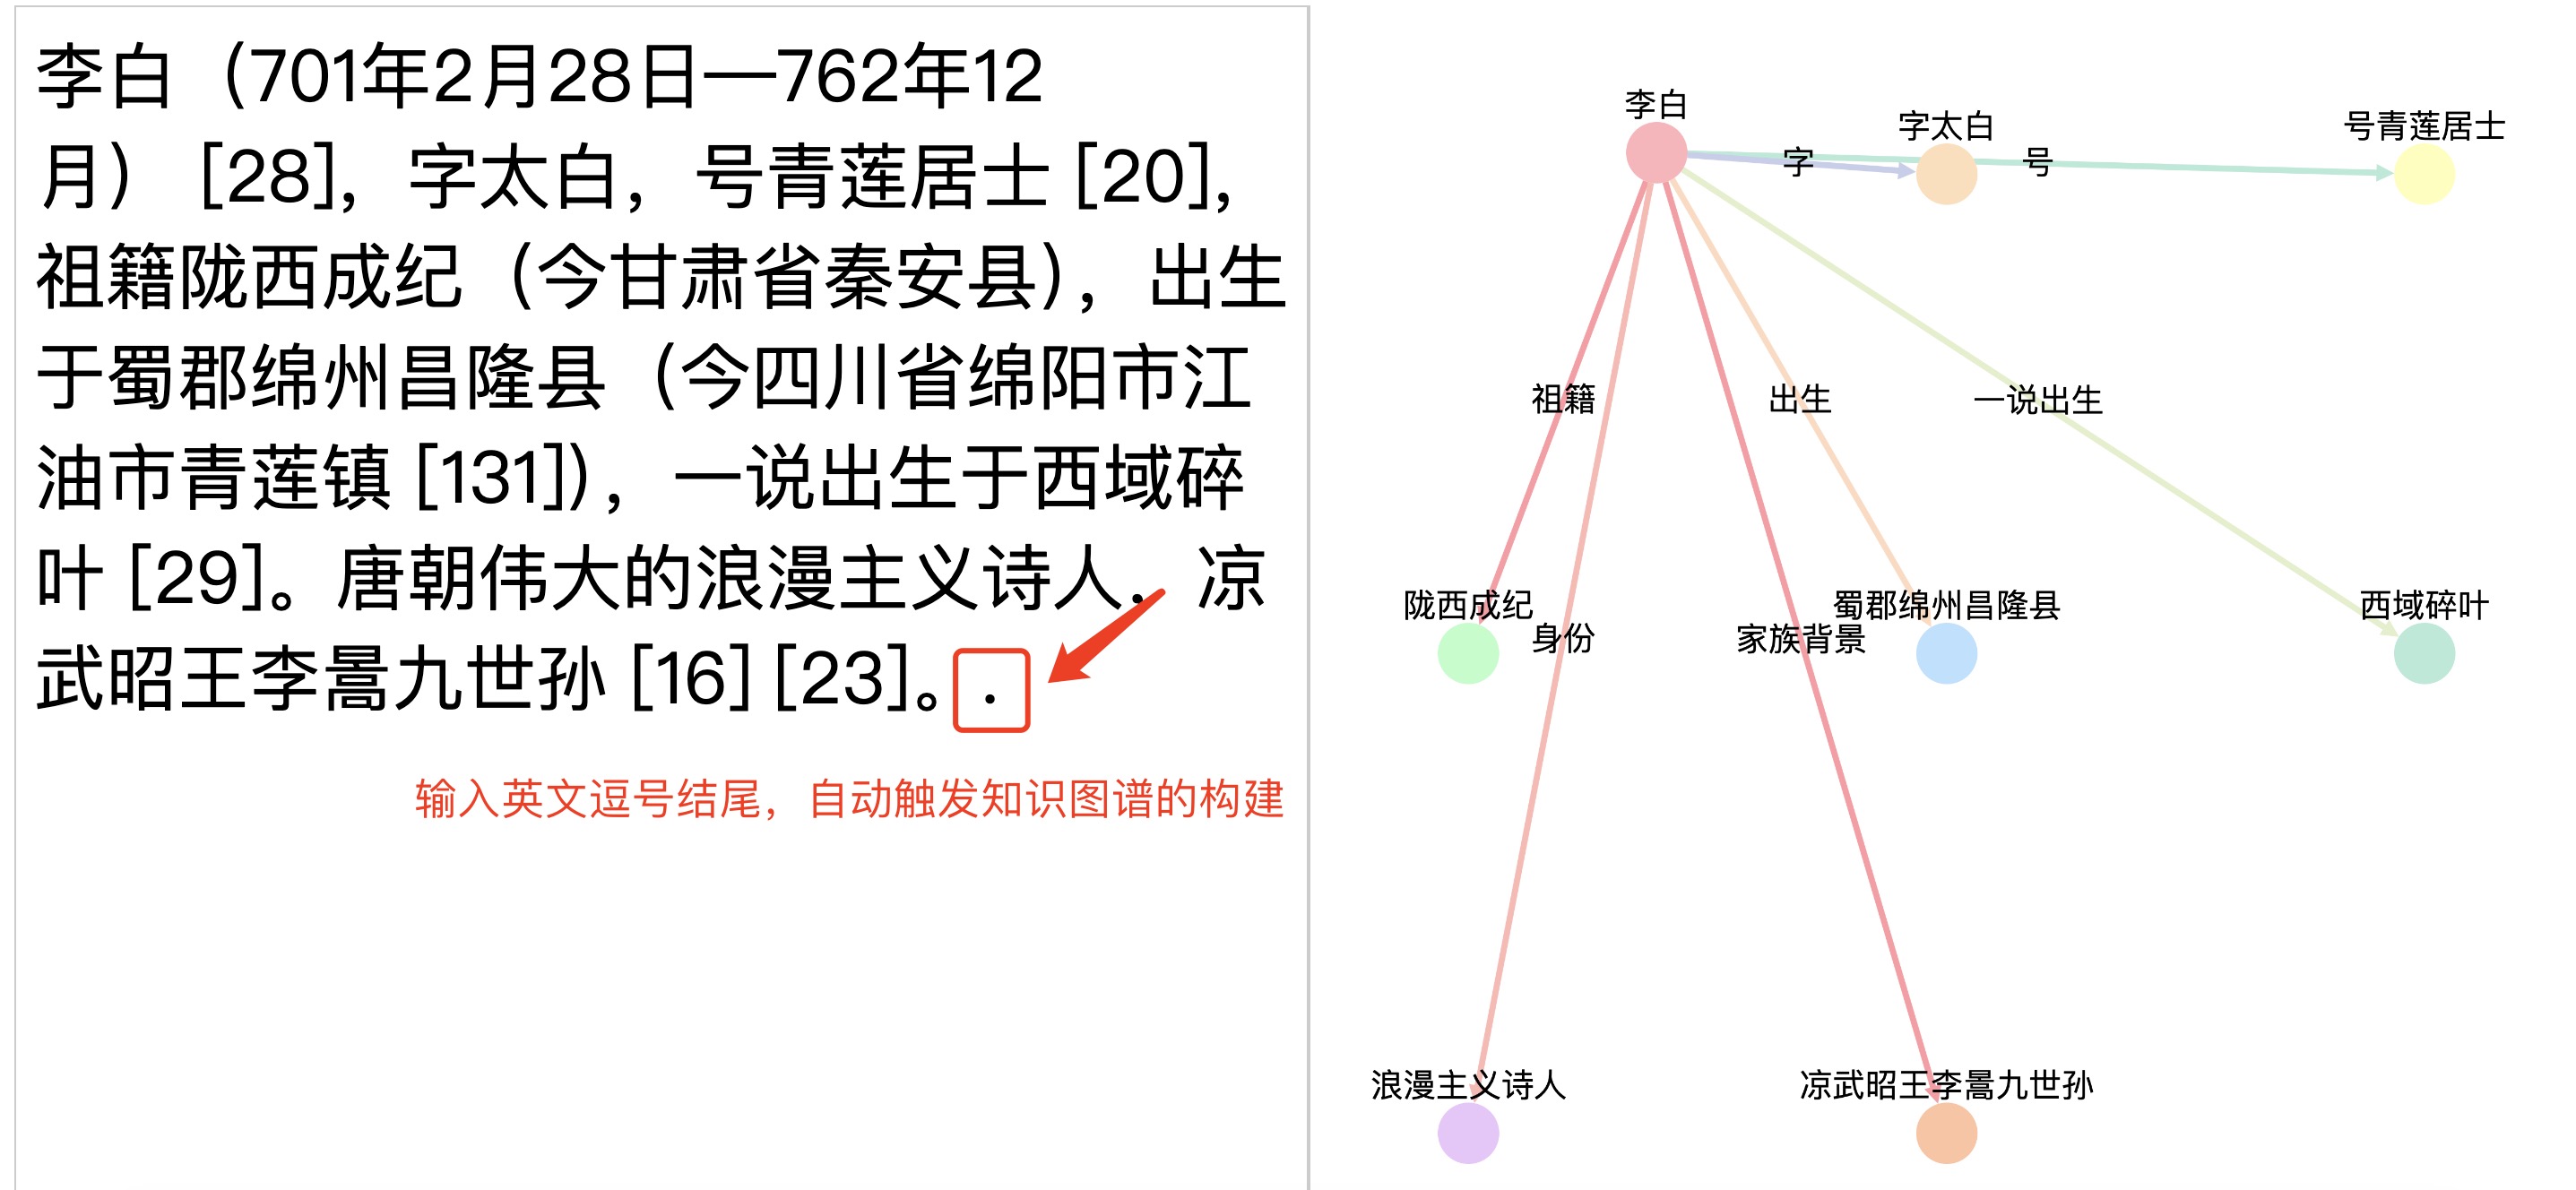 李白（701年2月28日—762年12
月） [28]，字太白，号青莲居士 [20]，
祖籍陇西成纪（今甘肃省秦安县），出生
于蜀郡绵州昌隆县（今四川省绵阳市江
油市青莲镇 [131]），一说出生于西域碎
叶 [29]。唐朝伟大的浪漫主义诗人，凉
武昭王李暠九世孙 [16] [23]。.
输入英文逗号结尾，自动触发知识图谱的构建
李白
字太白
号青莲居士
字
号
祖籍
出生
一说出生
陇西成纪
蜀郡绵州昌隆县
西域碎叶
身份
家族背景
浪漫主义诗人
凉武昭王李暠九世孙